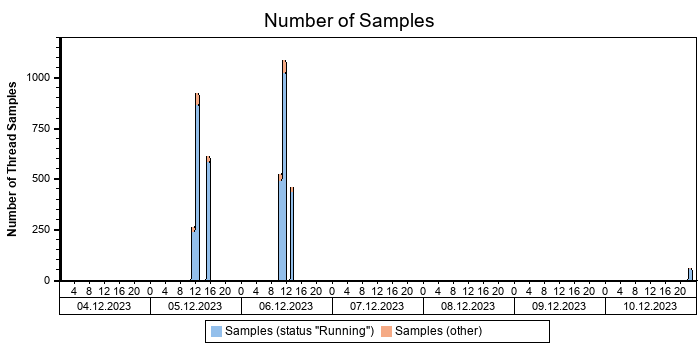 Number of Samples
Number of Thread Samples
1000
750
500
250
0
4 8 12 16 20 0 4 8 12 16 20 0 4 8 12 16 20 0 4 8 12 16 20 0 4 8 12 16 20 0 4 8 12 16 20 0 4 8 12 16 20
04.12.2023 05.12.2023 06.12.2023 07.12.2023 08.12.2023 09.12.2023 10.12.2023
Samples (status "Running") Samples (other)